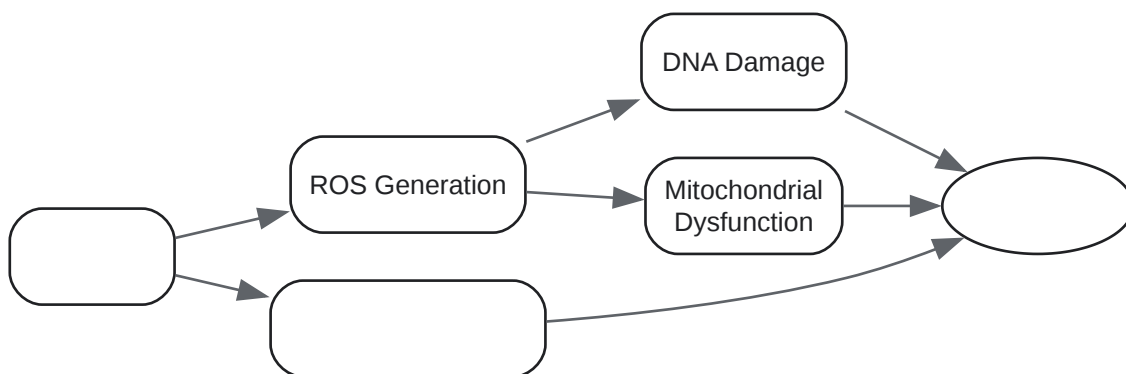 DNA Damage
ROS Generation
Mitochondrial
Dysfunction